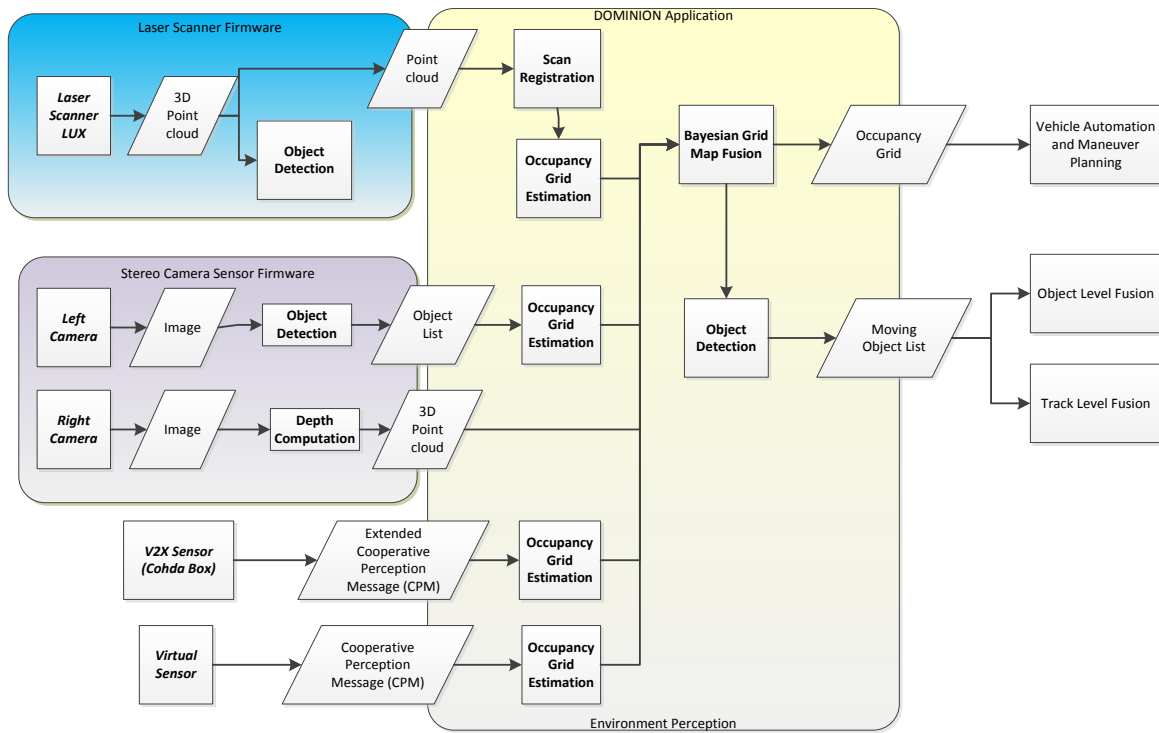 Laser Scanner Firmware
DOMINION Application
Laser
Scanner
LUX
3D
Point
cloud
Object
Detection
Point
cloud
Scan
Registration
Occupancy
Grid
Estimation
Bayesian Grid
Map Fusion
Occupancy
Grid
Vehicle Automation
and Maneuver
Planning
Stereo Camera Sensor Firmware
Left
Camera
Image
Object
Detection
Object
List
Occupancy
Grid
Estimation
Object
Detection
Moving
Object List
Object Level Fusion
Track Level Fusion
Right
Camera
Image
Depth
Computation
3D
Point
cloud
V2X Sensor
(Cohda Box)
Extended
Cooperative
Perception
Message (CPM)
Occupancy
Grid
Estimation
Virtual
Sensor
Cooperative
Perception
Message (CPM)
Occupancy
Grid
Estimation
Environment Perception